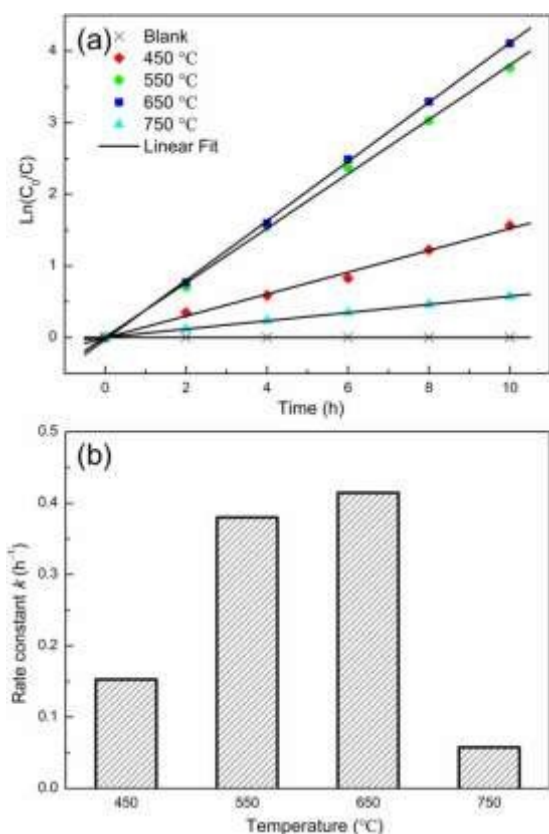 (a)
Blank
450 ℃
550 ℃
650 ℃
750 ℃
Linear Fit
Ln(C₀/C)
4
3
2
1
0
0 2 4 6 8 10
Time (h)
(b)
Rate constant k (h⁻¹)
0.5
0.4
0.3
0.2
0.1
0.0
450 550 650 750
Temperature (℃)